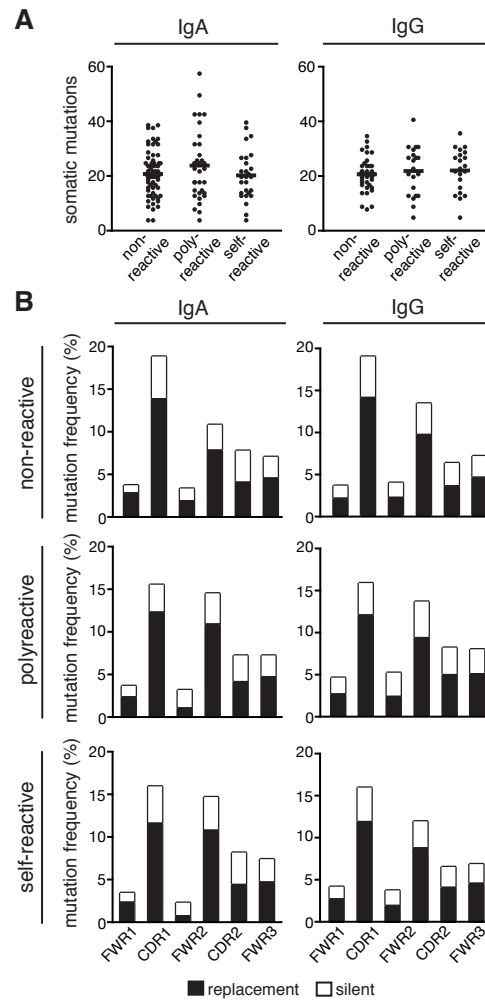 A
IgA
IgG
somatic mutations
60
40
20
0
60
40
20
0
non-
reactive
poly-
reactive
self-
reactive
non-
reactive
poly-
reactive
self-
reactive
B
IgA
IgG
non-reactive
mutation frequency (%)
20
15
10
5
0
20
15
10
5
0
polyreactive
mutation frequency (%)
20
15
10
5
0
20
15
10
5
0
self-reactive
mutation frequency (%)
20
15
10
5
0
20
15
10
5
0
FWR1
CDR1
FWR2
CDR2
FWR3
FWR1
CDR1
FWR2
CDR2
FWR3
replacement
silent